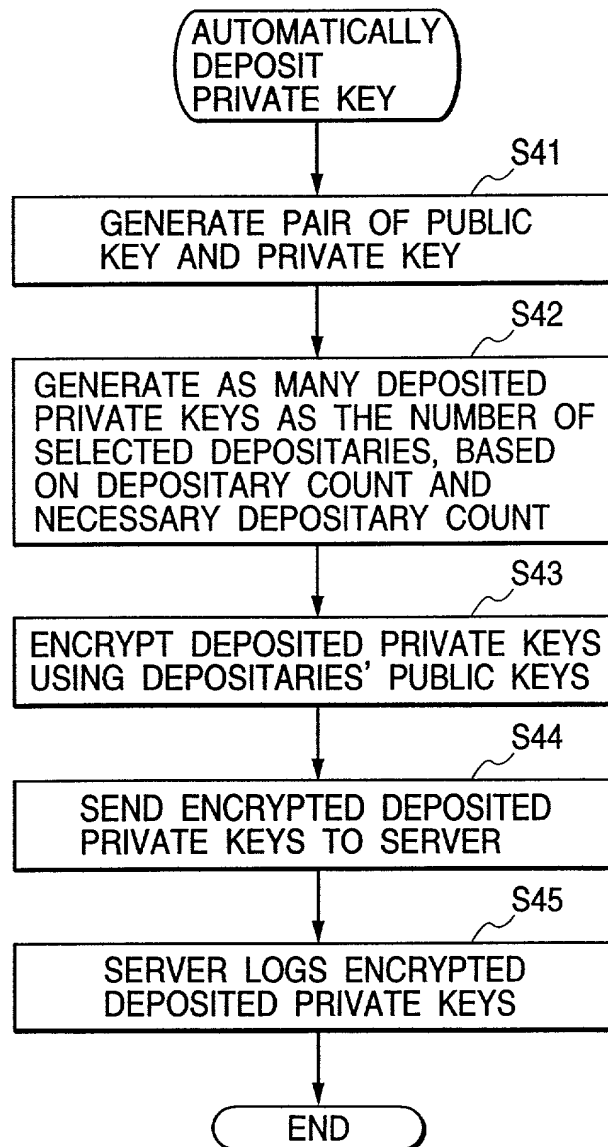 AUTOMATICALLY
DEPOSIT
PRIVATE KEY
S41
GENERATE PAIR OF PUBLIC
KEY AND PRIVATE KEY
S42
GENERATE AS MANY DEPOSITED
PRIVATE KEYS AS THE NUMBER OF
SELECTED DEPOSITARIES, BASED
ON DEPOSITARY COUNT AND
NECESSARY DEPOSITARY COUNT
S43
ENCRYPT DEPOSITED PRIVATE KEYS
USING DEPOSITARIES' PUBLIC KEYS
S44
SEND ENCRYPTED DEPOSITED
PRIVATE KEYS TO SERVER
S45
SERVER LOGS ENCRYPTED
DEPOSITED PRIVATE KEYS
END